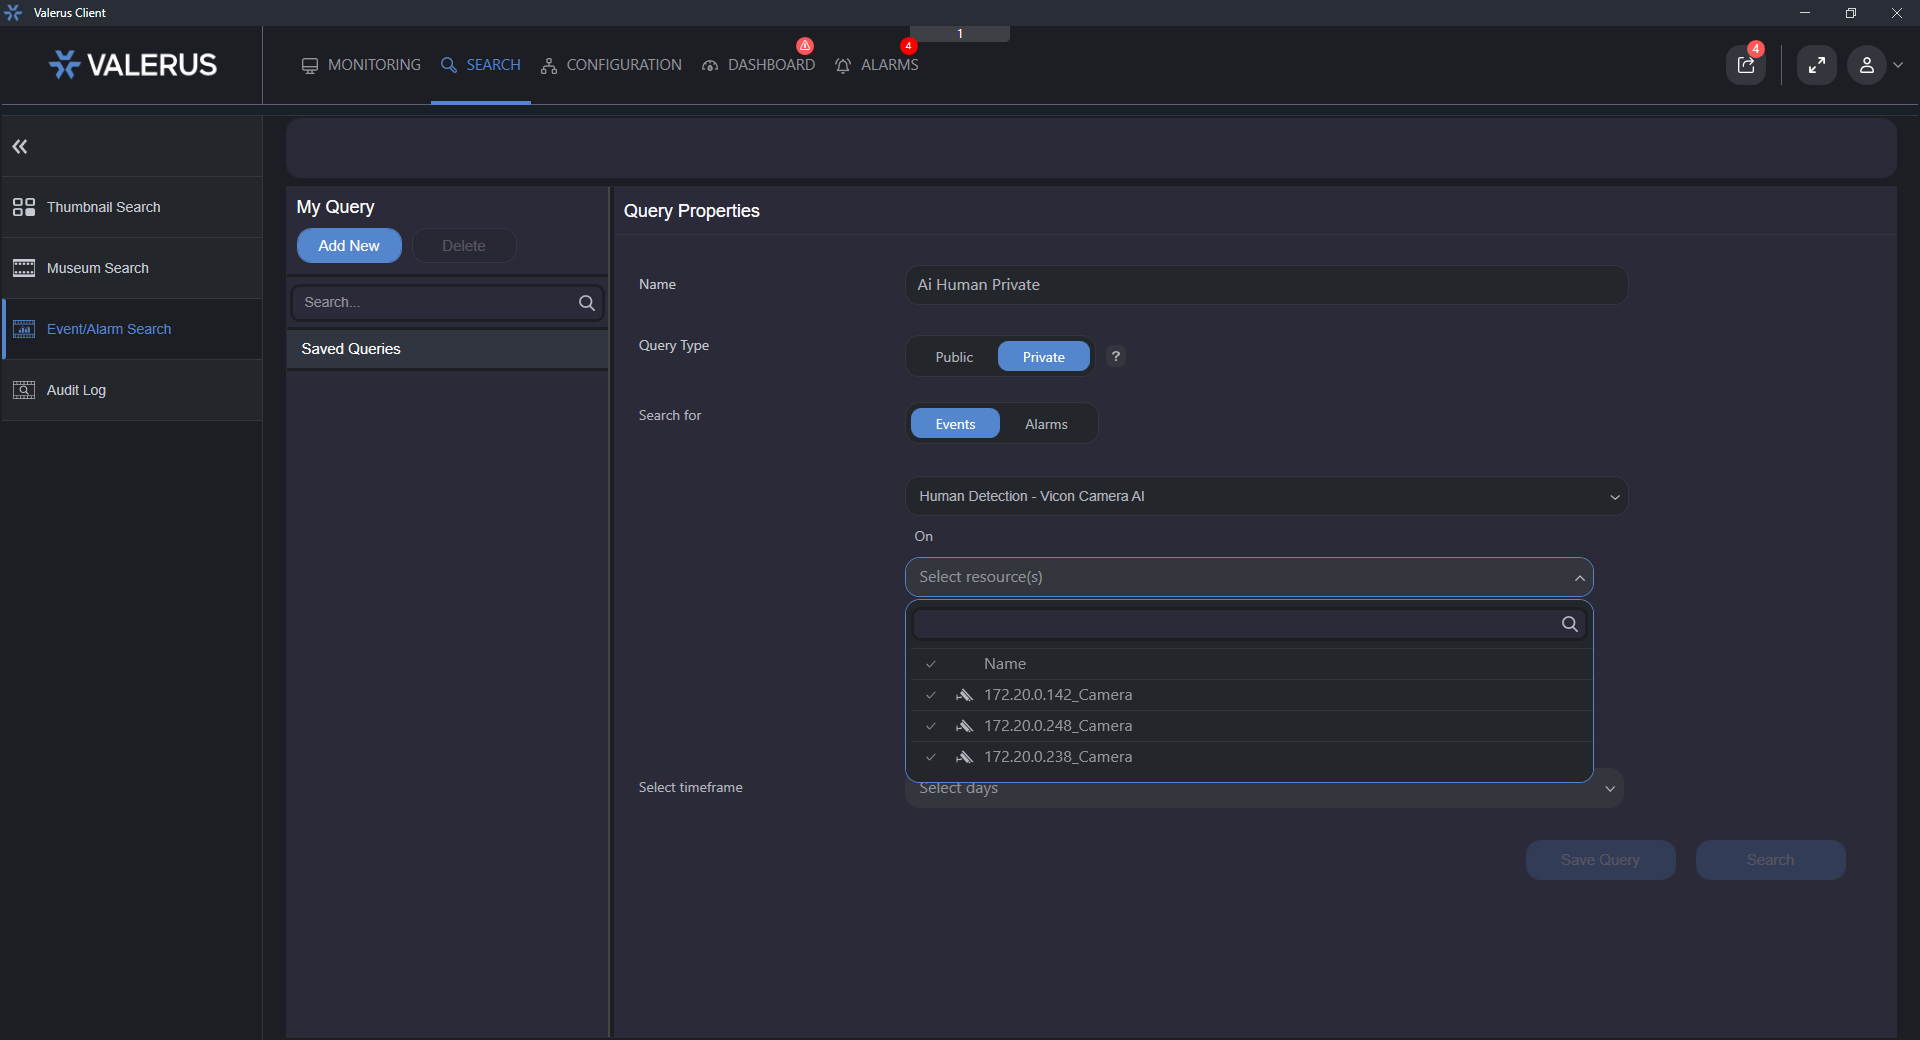 Valerus Client
1
VALERUS
MONITORING
SEARCH
CONFIGURATION
DASHBOARD
4
ALARMS
4
Thumbnail Search
Museum Search
Event/Alarm Search
Audit Log
My Query
Add New
Delete
Search...
Saved Queries
Query Properties
Name
Ai Human Private
Query Type
Public
Private
?
Search for
Events
Alarms
Human Detection - Vicon Camera AI
On
Select resource(s)
Name
172.20.0.142_Camera
172.20.0.248_Camera
172.20.0.238_Camera
Select timeframe
Select days
Save Query
Search